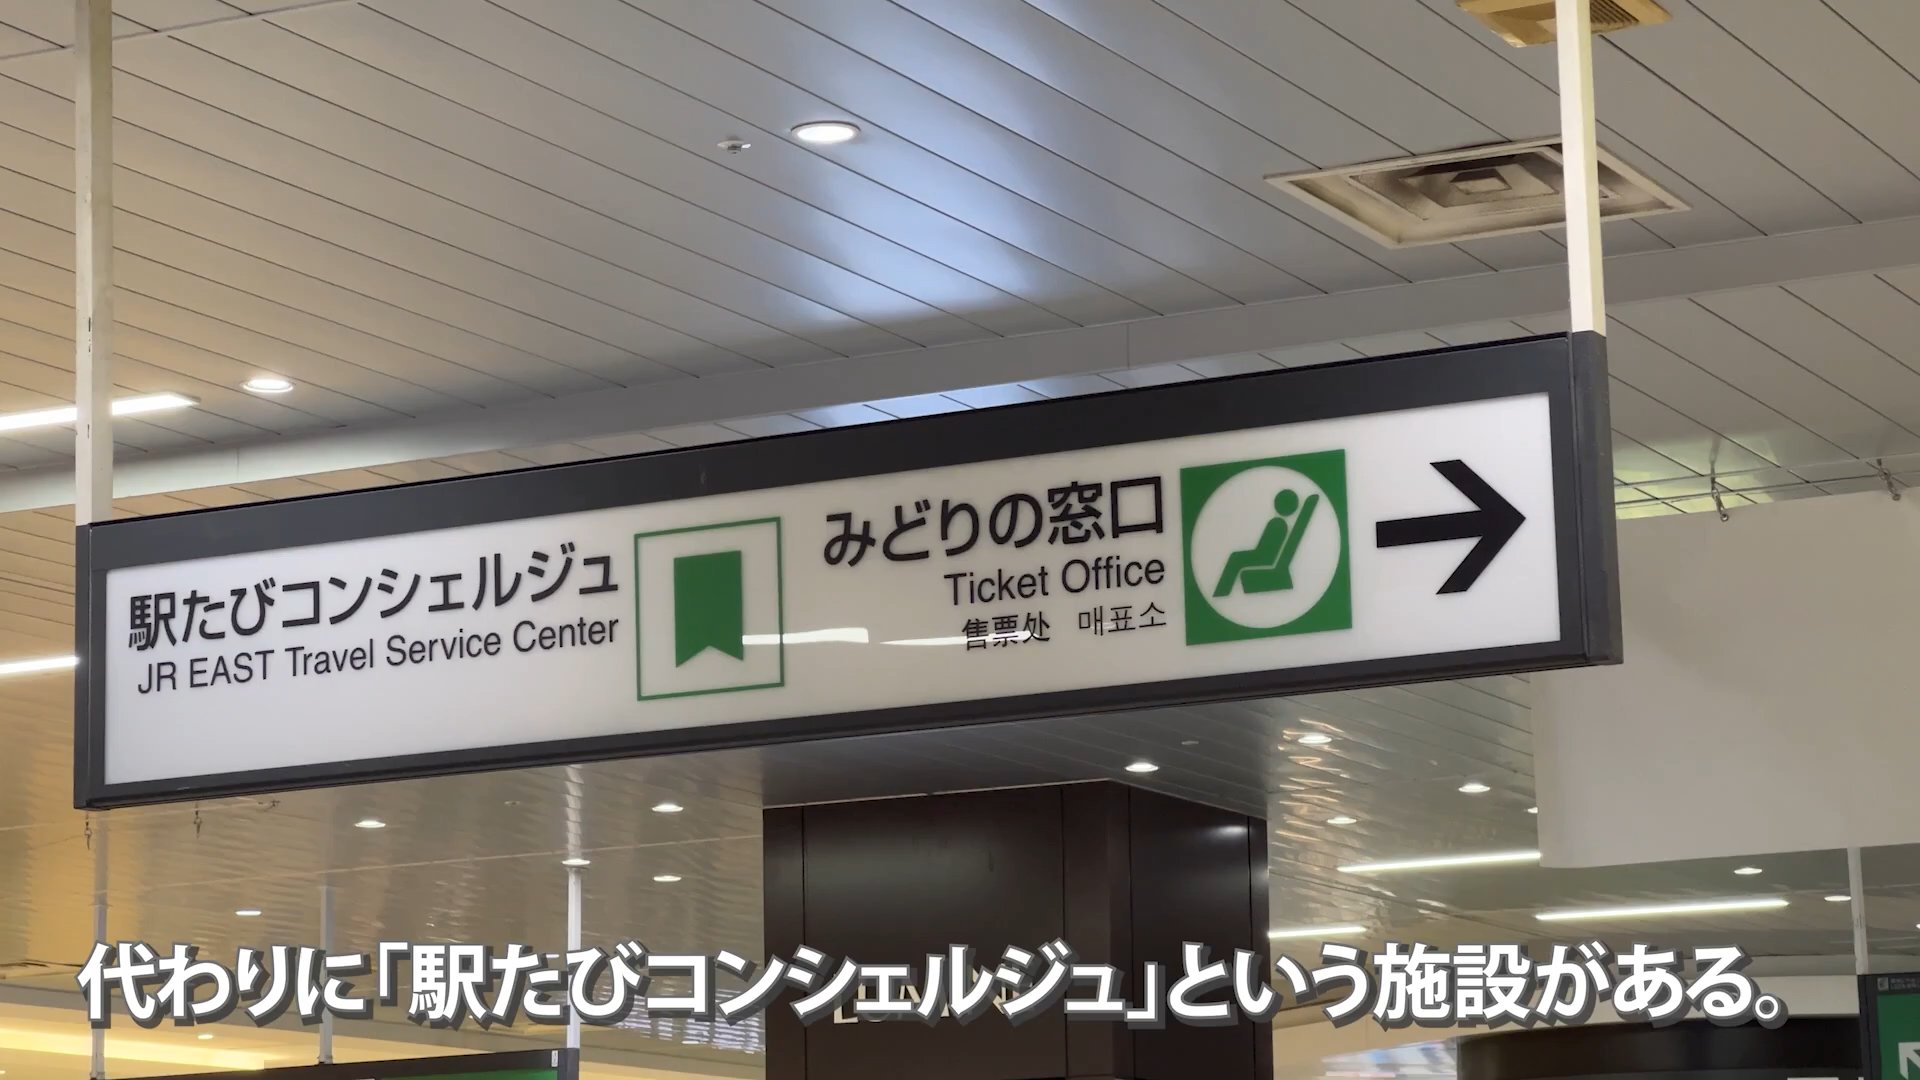 駅たびコンシェルジュ
JR EAST Travel Service Center
みどりの窓口
Ticket Office
售票处 매표소
代わりに「駅たびコンシェルジュ」という施設がある。